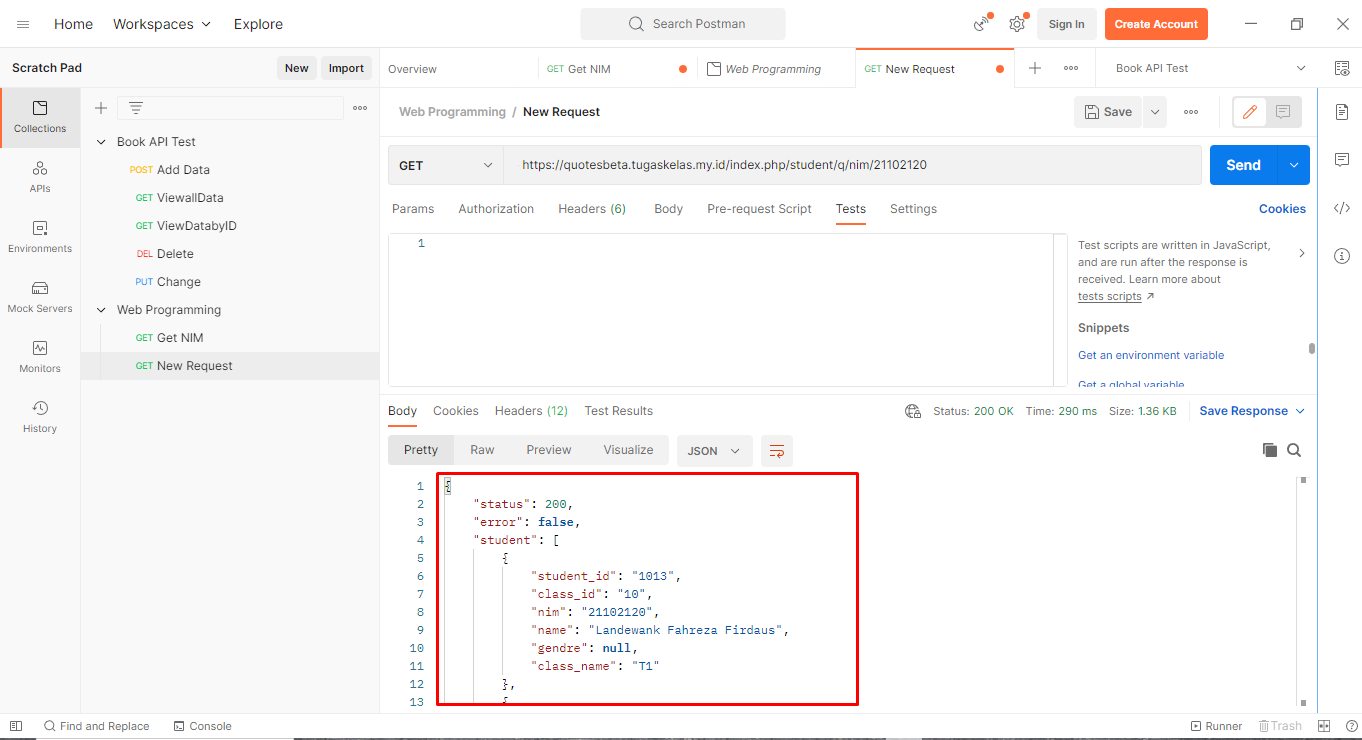 Home Workspaces Explore Search Postman Sign In Create Account
Scratch Pad New Import Overview GET Get NIM Web Programming GET New Request Book API Test
Collections
APIs
Environments
Mock Servers
Monitors
History
Book API Test
POST Add Data
GET ViewallData
GET ViewDatabyID
DEL Delete
PUT Change
Web Programming
GET Get NIM
GET New Request
Web Programming / New Request Save
GET https://quotesbeta.tugaskelas.my.id/index.php/student/q/nim/21102120 Send
Params Authorization Headers (6) Body Pre-request Script Tests Settings Cookies
1
Test scripts are written in JavaScript,
and are run after the response is
received. Learn more about
tests scripts
Snippets
Get an environment variable
Get a global variable
Body Cookies Headers (12) Test Results Status: 200 OK Time: 290 ms Size: 1.36 KB Save Response
Pretty Raw Preview Visualize JSON
1 {
2 "status": 200,
3 "error": false,
4 "student": [
5 {
6 "student_id": "1013",
7 "class_id": "10",
8 "nim": "21102120",
9 "name": "Landewank Fahreza Firdaus",
10 "gendre": null,
11 "class_name": "T1"
12 },
13 {
Find and Replace Console Runner Trash